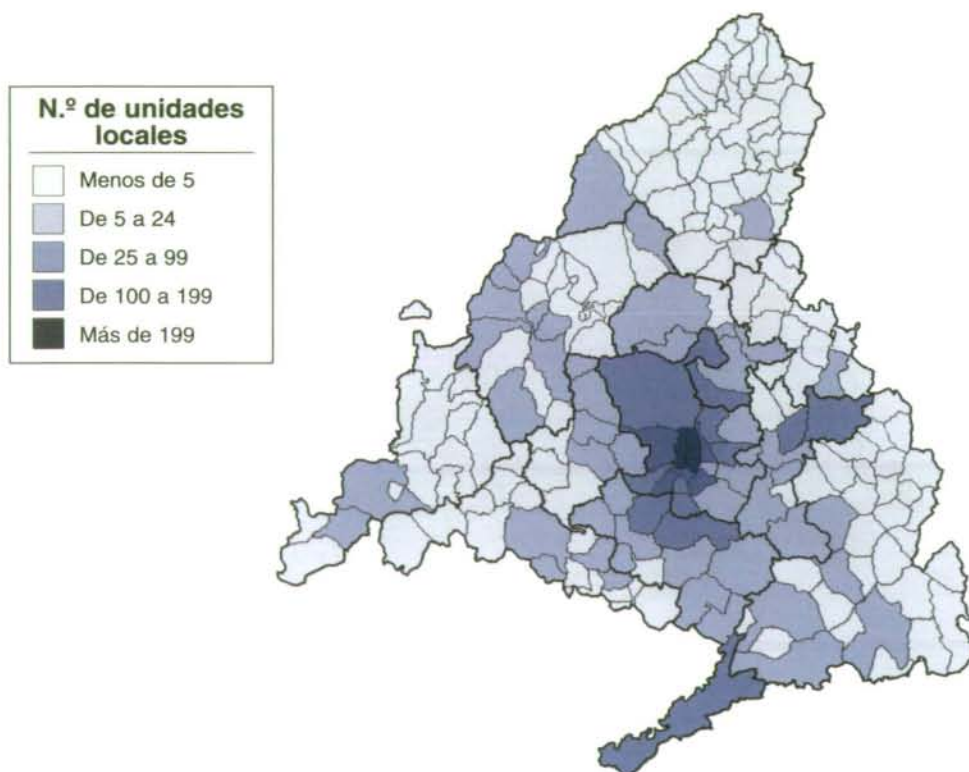 N.º de unidades
locales
Menos de 5
De 5 a 24
De 25 a 99
De 100 a 199
Más de 199